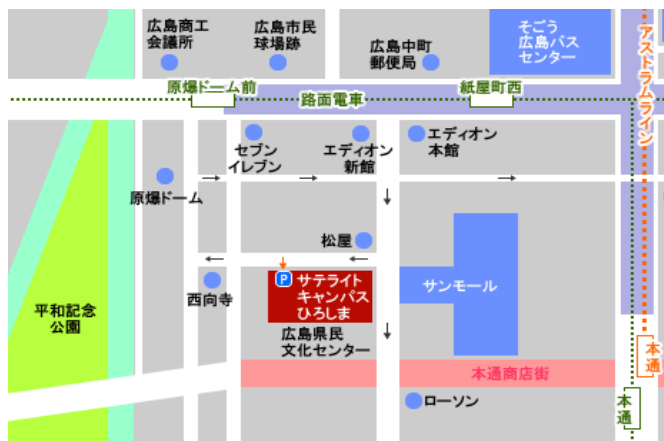 広島商工
会議所
広島市民
球場跡
広島中町
郵便局
そごう
広島バス
センター
アストラムライン
原爆ドーム前
路面電車
紙屋町西
セブン
イレブン
エディオン
新館
エディオン
本館
原爆ドーム
松屋
西向寺
P
サテライト
キャンパス
ひろしま
広島県民
文化センター
サンモール
平和記念
公園
本通
本通商店街
ローソン
本通